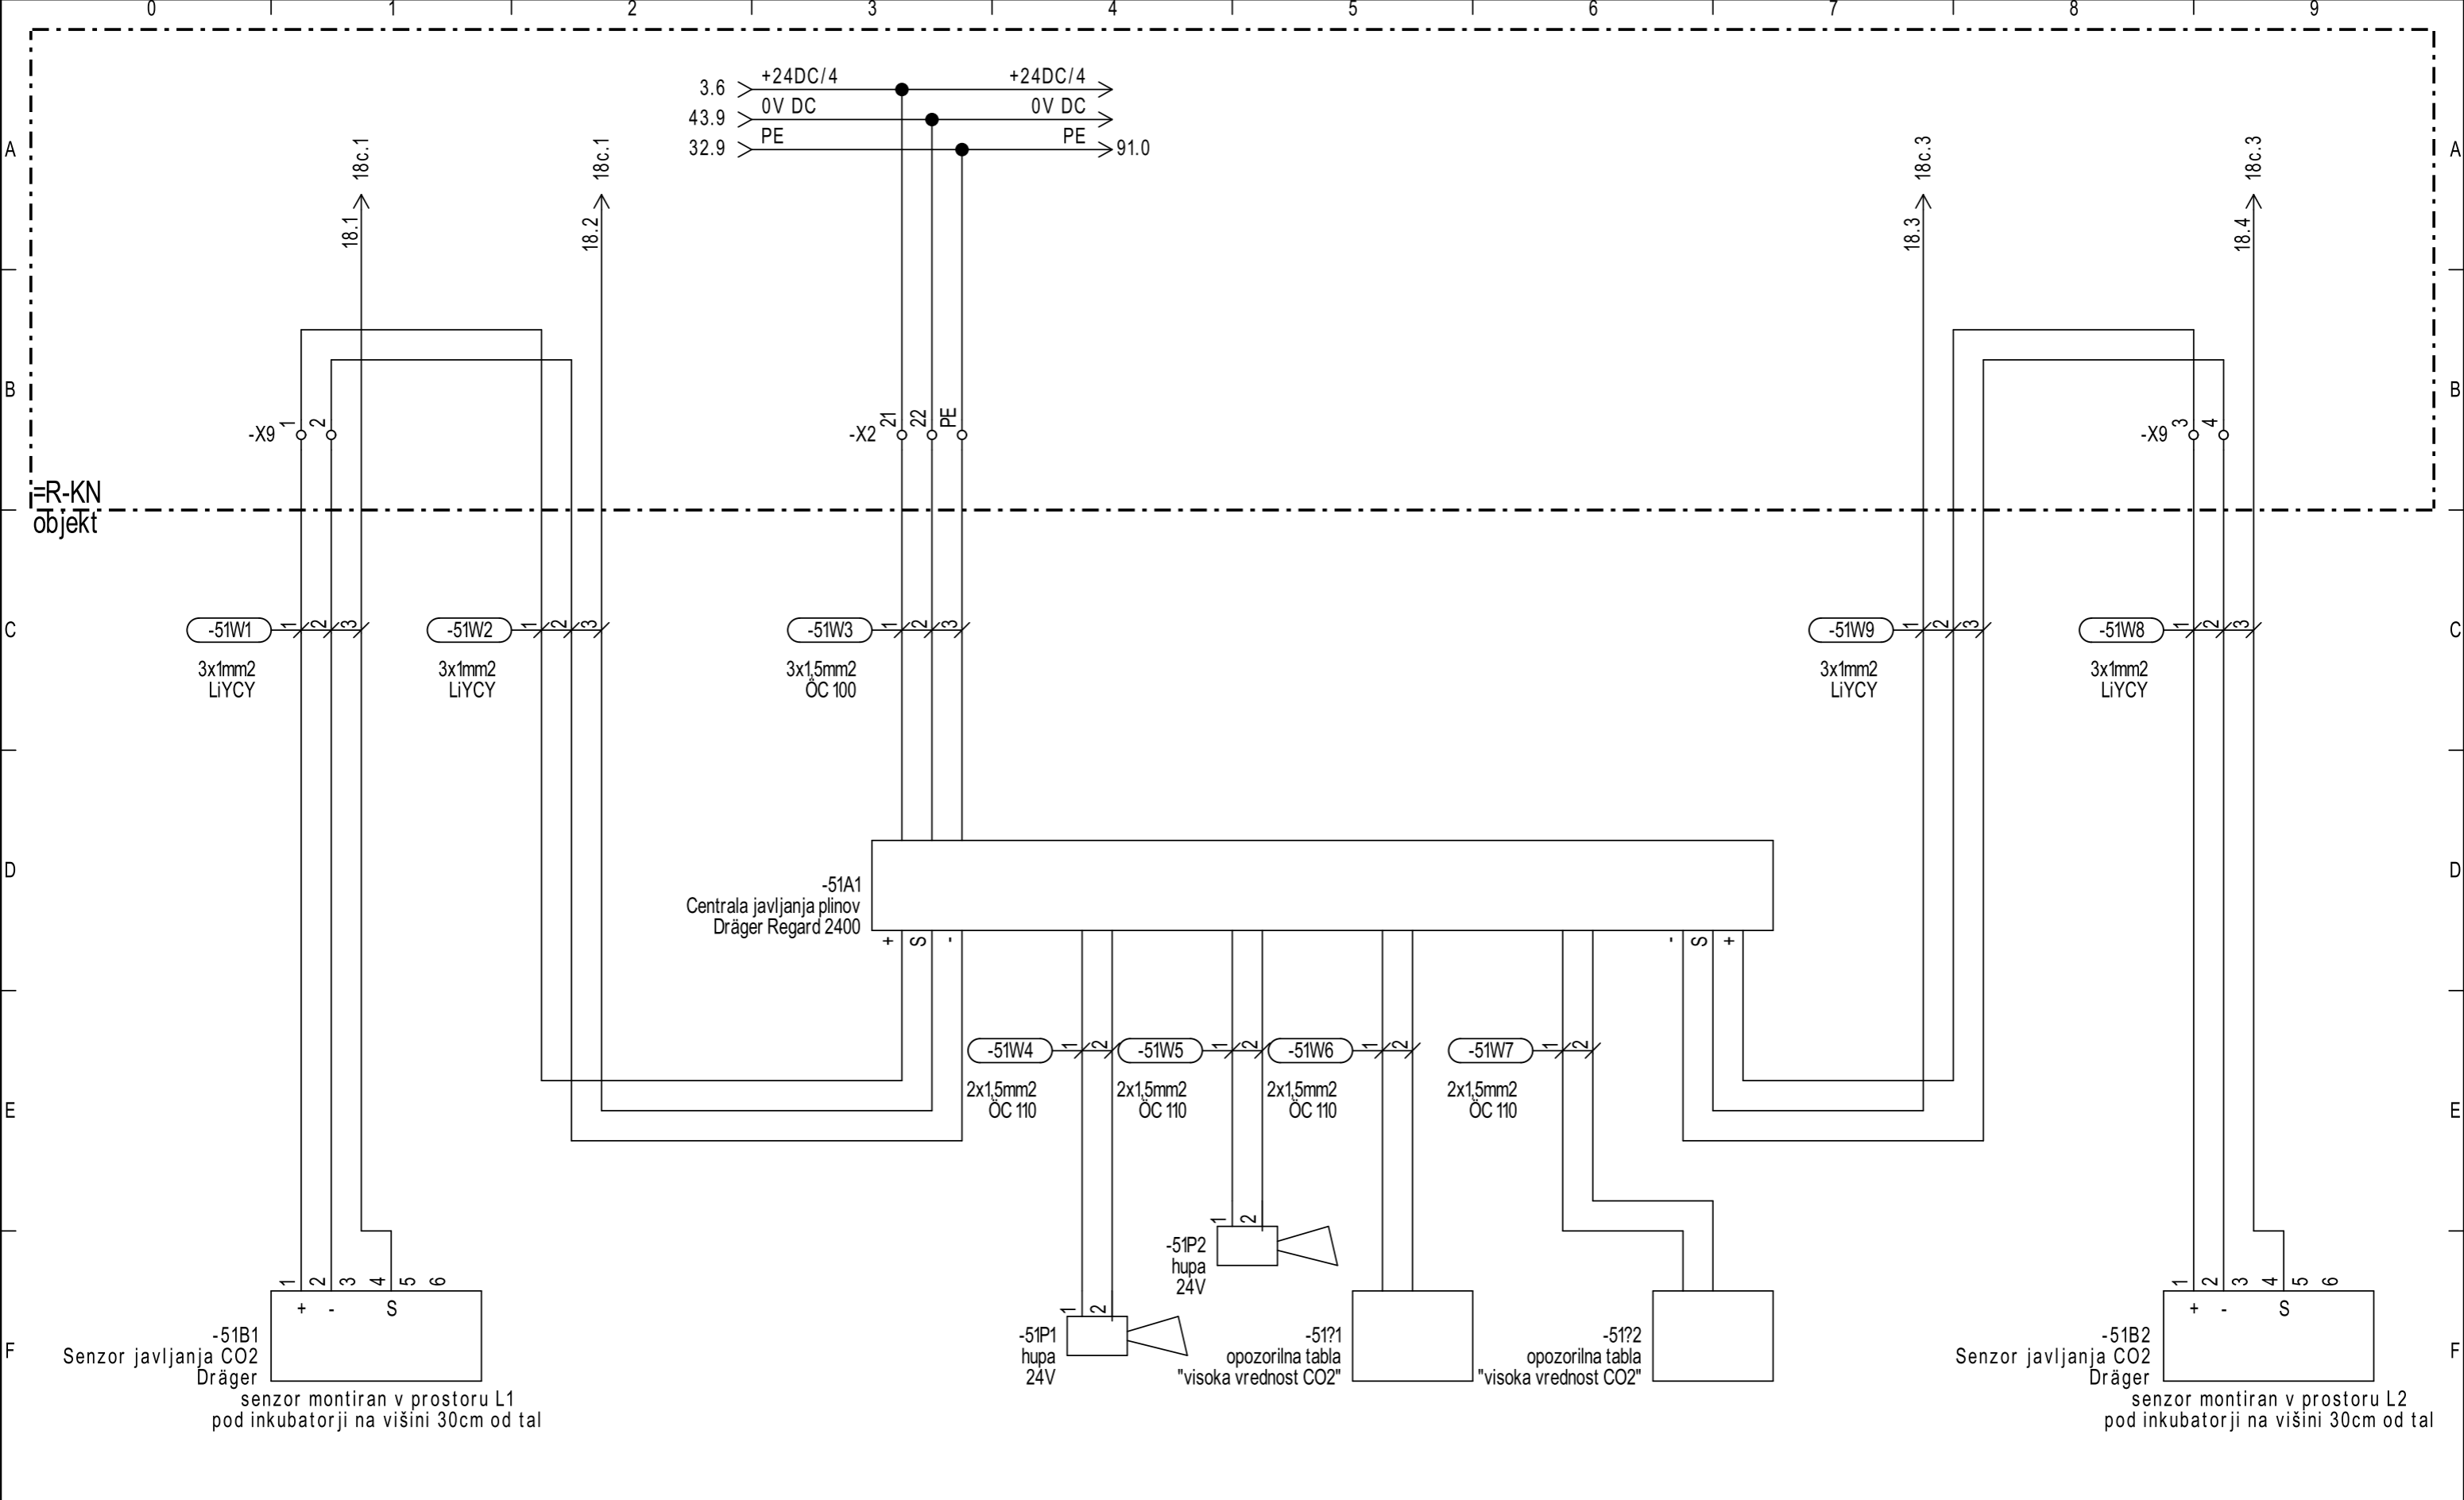 0 1 2 3 4 5 6 7 8 9
3.6 +24DC/4 +24DC/4
43.9 0V DC 0V DC
32.9 PE PE 91.0
A A
18c.1 18c.1 18c.3 18c.3
18.1 18.2 18.3 18.4
B B
-X9 1 2
-X2 21 22 PE
-X9 3 4
=R-KN
objekt
C C
-51W1 1 2 3
3x1mm2
LiYCY
-51W2 1 2 3
3x1mm2
LiYCY
-51W3 1 2 3
3x1,5mm2
ÖC 100
-51W9 1 2 3
3x1mm2
LiYCY
-51W8 1 2 3
3x1mm2
LiYCY
D D
-51A1
Centrala javljanja plinov
Dräger Regard 2400
+ S - - S +
E E
-51W4 1 2
2x1,5mm2
ÖC 110
-51W5 1 2
2x1,5mm2
ÖC 110
-51W6 1 2
2x1,5mm2
ÖC 110
-51W7 1 2
2x1,5mm2
ÖC 110
F F
1 2 3 4 5 6
+ - S
-51B1
Senzor javljanja CO2
Dräger
senzor montiran v prostoru L1
pod inkubatorji na višini 30cm od tal
1 2
-51P1
hupa
24V
1 2
-51P2
hupa
24V
-51?1
opozorilna tabla
"visoka vrednost CO2"
-51?2
opozorilna tabla
"visoka vrednost CO2"
1 2 3 4 5 6
+ - S
-51B2
Senzor javljanja CO2
Dräger
senzor montiran v prostoru L2
pod inkubatorji na višini 30cm od tal